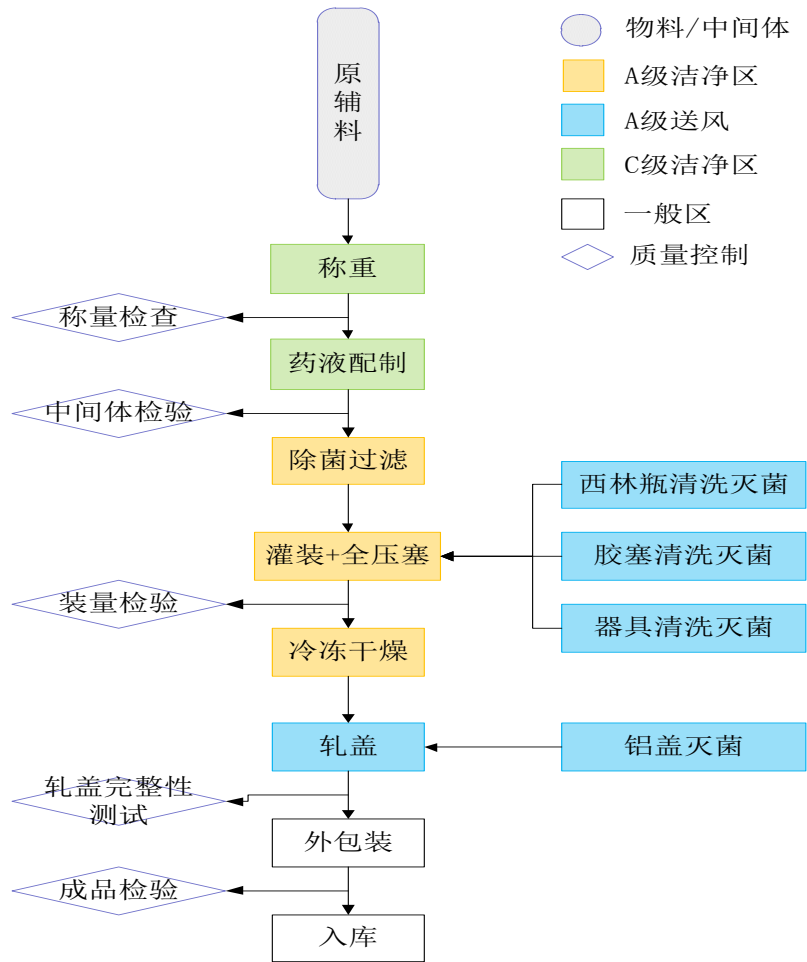 原
辅
料
物料/中间体
A级洁净区
A级送风
C级洁净区
一般区
质量控制
称重
称量检查
药液配制
中间体检验
除菌过滤
西林瓶清洗灭菌
灌装+全压塞
胶塞清洗灭菌
装量检验
器具清洗灭菌
冷冻干燥
轧盖
铝盖灭菌
轧盖完整性
测试
外包装
成品检验
入库